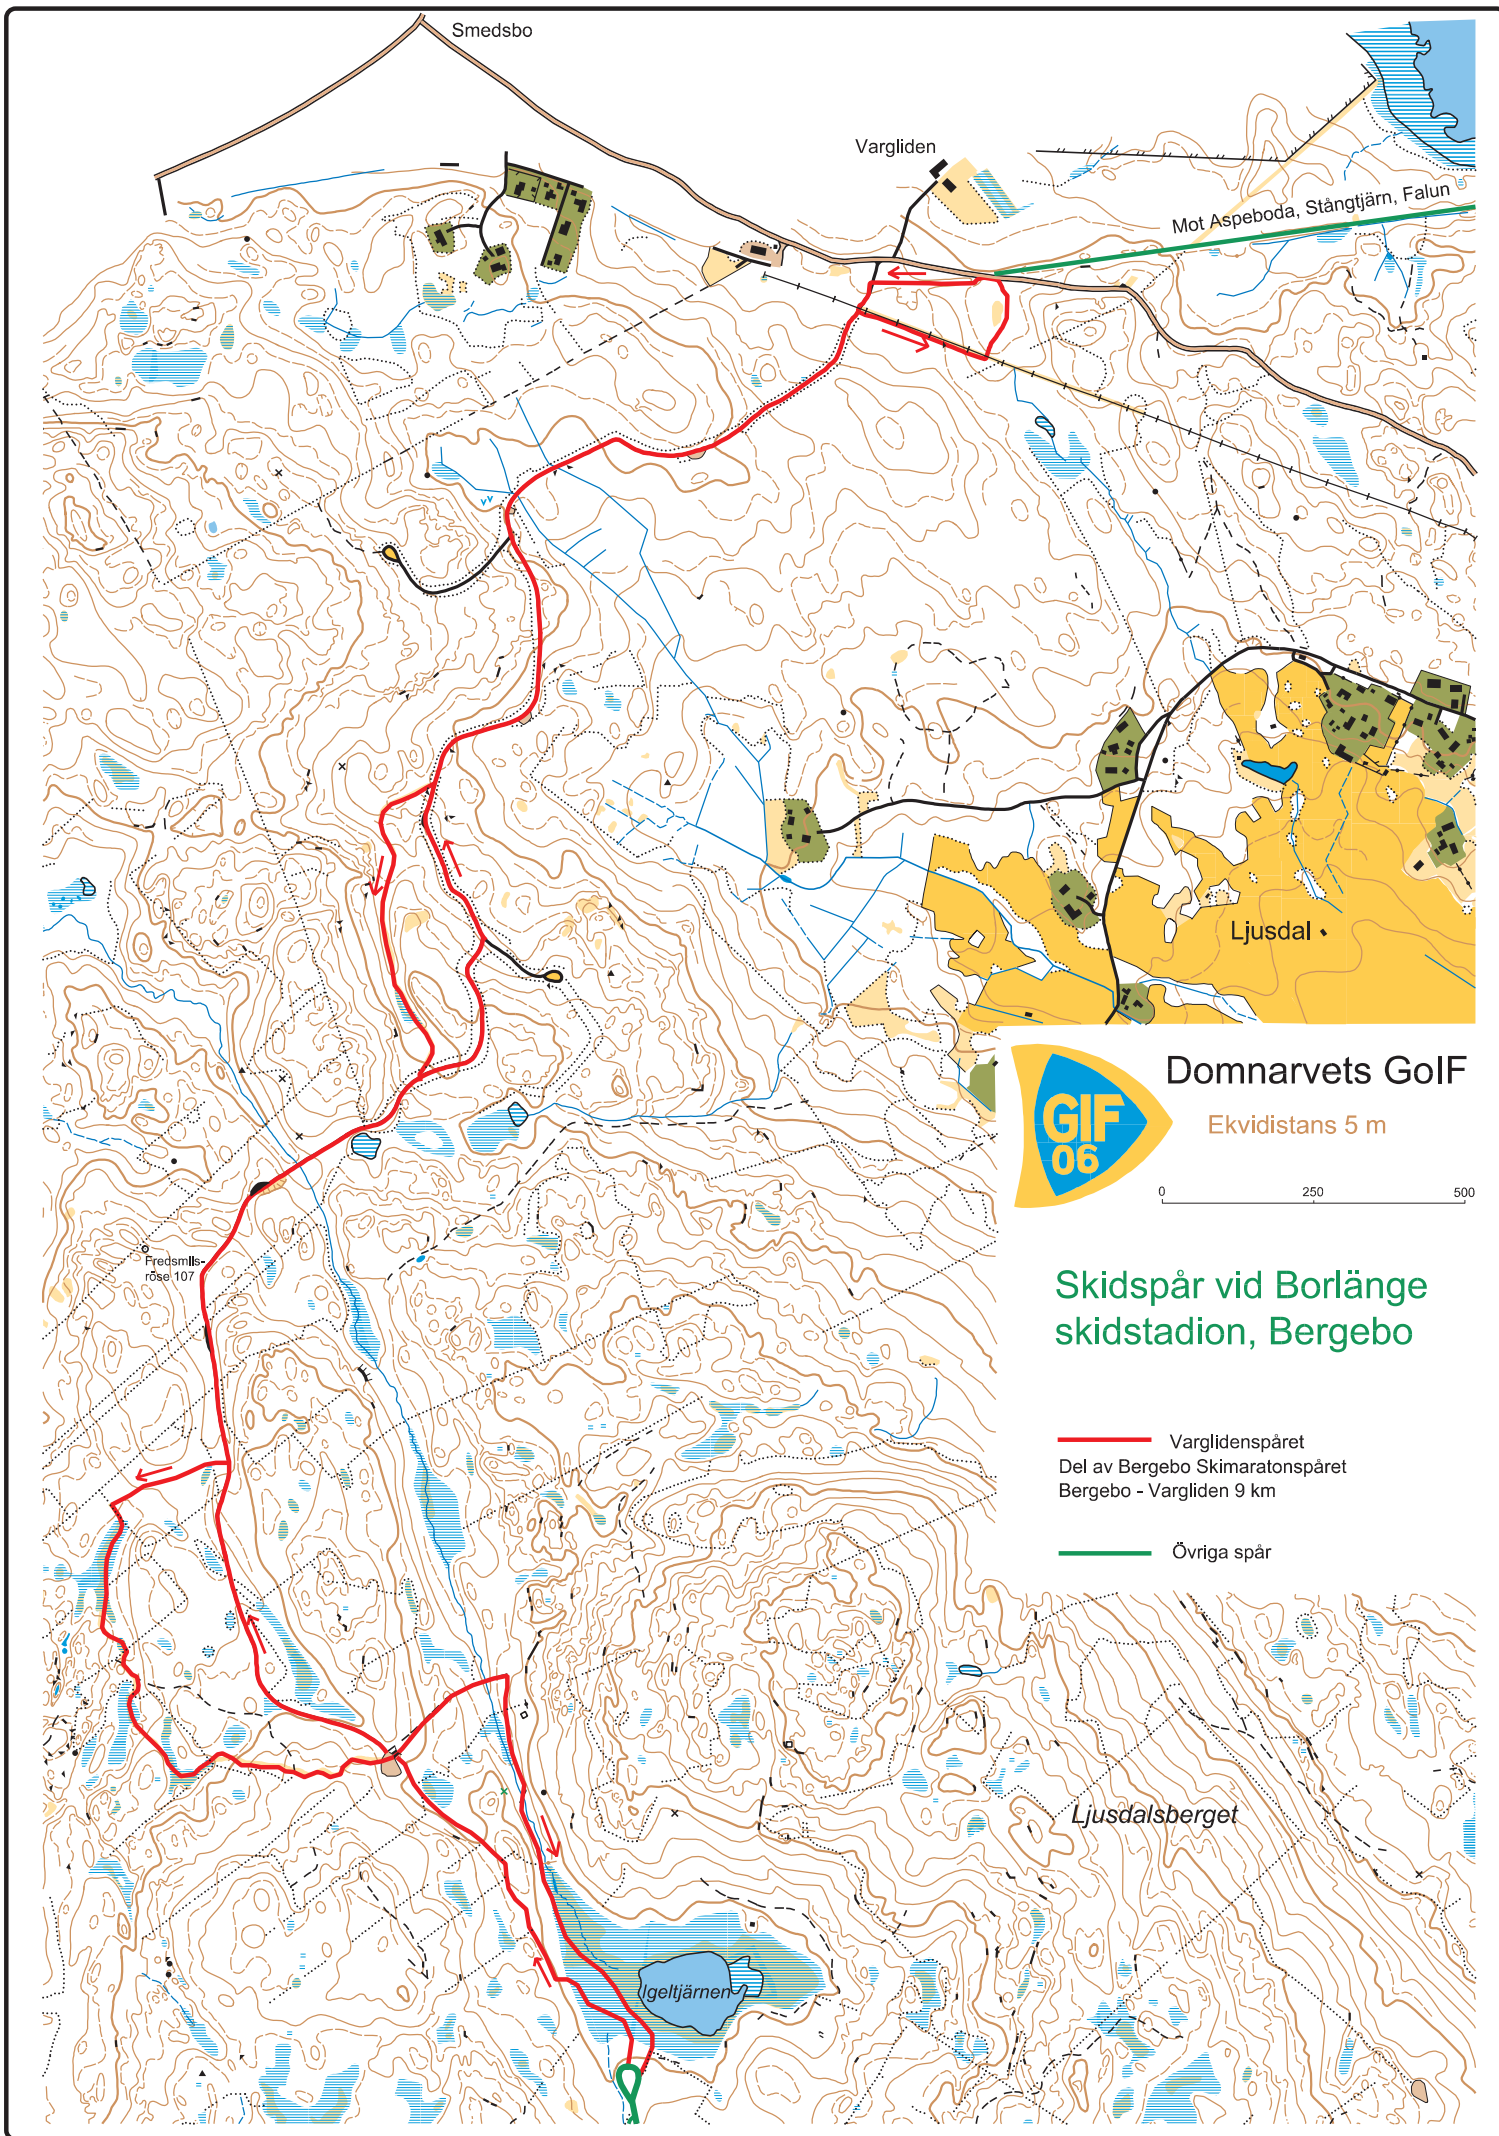 Smedsbo
Vargliden
Mot Aspeboda, Stångtjärn, Falun
Ljusdal
Domnarvets GoIF
GIF
06
Ekvidistans 5 m
0 250 500
Fredsmils-
röse 107
Skidspår vid Borlänge
skidstadion, Bergebo
Varglidenspåret
Del av Bergebo Skimaratonspåret
Bergebo - Vargliden 9 km
Övriga spår
Ljusdalsberget
Igeltjärnen